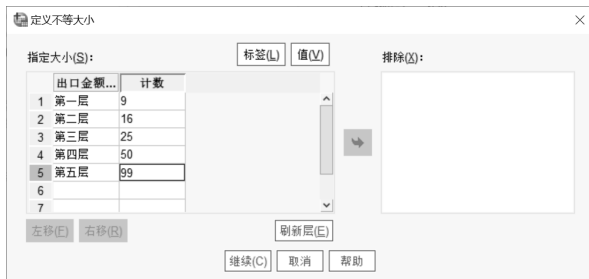 定义不等大小
指定大小(S):
标签(L) 值(V)
排除(X):
出口金额... 计数
1 第一层 9
2 第二层 16
3 第三层 25
4 第四层 50
5 第五层 99
6
7
左移(F) 右移(R)
刷新层(E)
继续(C) 取消 帮助